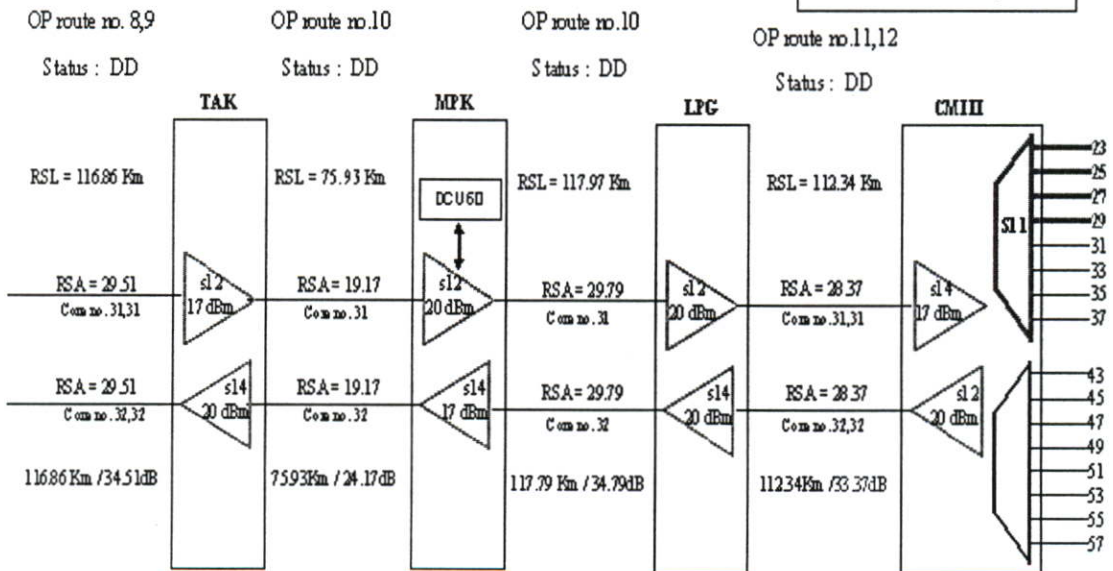 OP route no. 8,9
OP route no.10
OP route no.10
OP route no.11,12
Status : DD
Status : DD
Status : DD
Status : DD
TAK
MPK
LPG
CMIII
RSL = 116.86 Km
RSL = 75.93 Km
RSL = 117.97 Km
RSL = 112.34 Km
DCU60
S11
23
25
27
29
31
33
35
37
RSA = 29.51
Com no.31,31
s12
17 dBm
RSA = 19.17
Com no.31
s12
20 dBm
RSA = 29.79
Com no.31
s12
20 dBm
RSA = 28.37
Com no.31,31
s14
17 dBm
RSA = 29.51
Com no.32,32
s14
20 dBm
RSA = 19.17
Com no.32
s14
17 dBm
RSA = 29.79
Com no.32
s14
20 dBm
RSA = 28.37
Com no.32,32
s12
20 dBm
43
45
47
49
51
53
55
57
116.86 Km /34.51dB
75.93Km / 24.17dB
117.79 Km /34.79dB
112.34Km /33.37dB